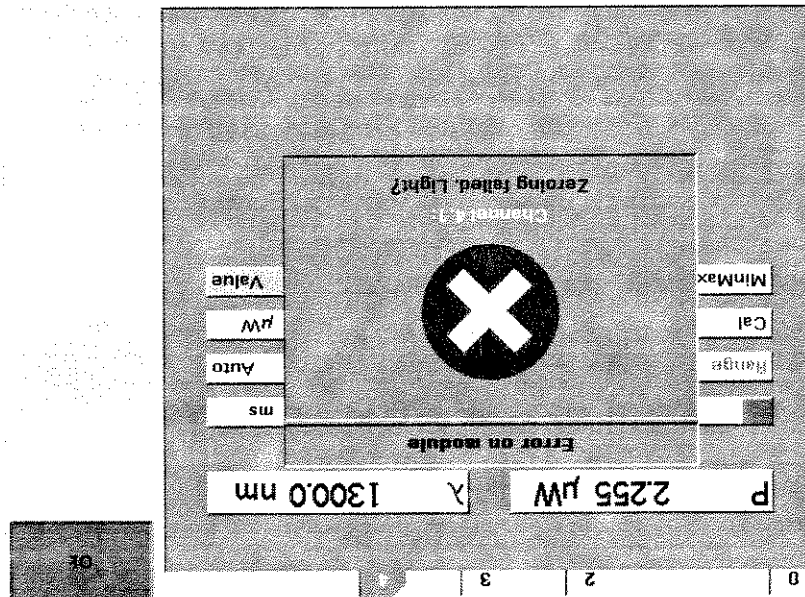 0 2 3 4
Ok
P 2.255 µW λ 1300.0 nm
Error on module
ms
Range Auto
Cal µW
MinMax Value
Channel 4.1:
Zeroing failed. Light?